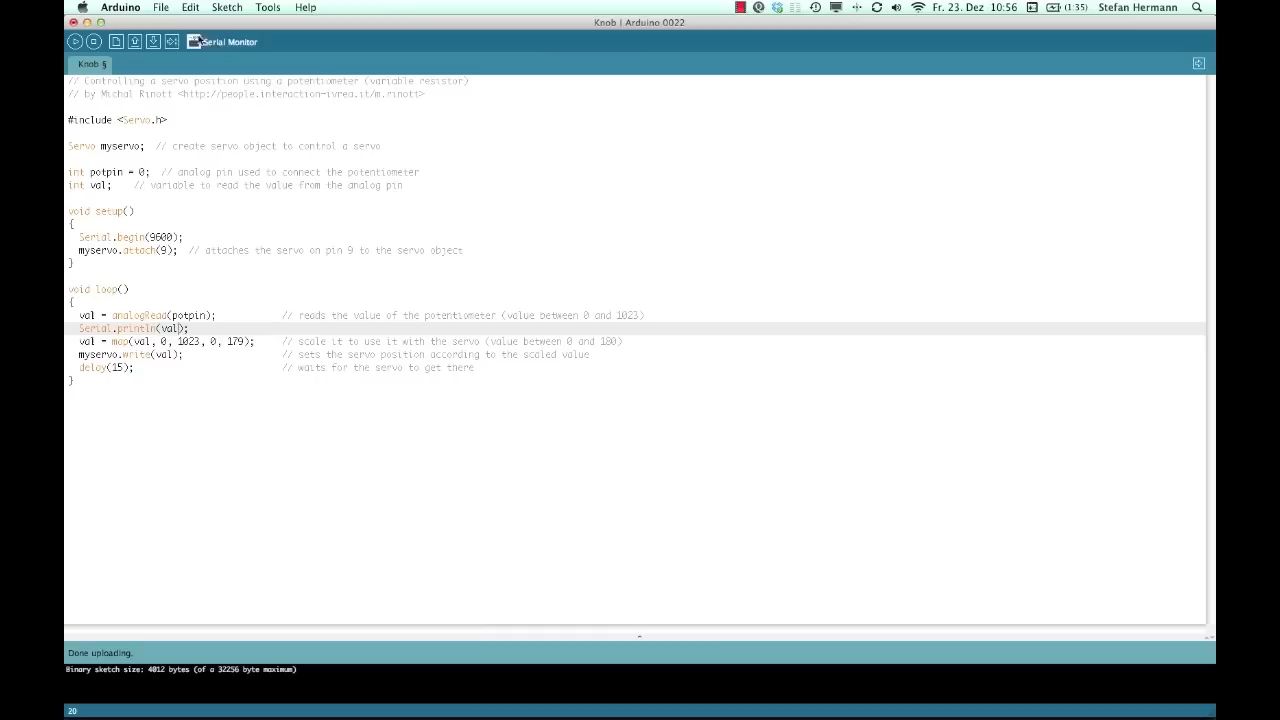 Arduino File Edit Sketch Tools Help Fr. 23. Dez 10:56 (1:35) Stefan Hermann
Knob | Arduino 0022
Serial Monitor
Knob §
// Controlling a servo position using a potentiometer (variable resistor)
// by Michal Rinott <http://people.interaction-ivrea.it/m.rinott>
#include <Servo.h>
Servo myservo;  // create servo object to control a servo
int potpin = 0;  // analog pin used to connect the potentiometer
int val;    // variable to read the value from the analog pin
void setup()
{
  Serial.begin(9600);
  myservo.attach(9);  // attaches the servo on pin 9 to the servo object
}
void loop()
{
  val = analogRead(potpin);            // reads the value of the potentiometer (value between 0 and 1023)
  Serial.println(val);
  val = map(val, 0, 1023, 0, 179);     // scale it to use it with the servo (value between 0 and 180)
  myservo.write(val);                  // sets the servo position according to the scaled value
  delay(15);                           // waits for the servo to get there
}
Done uploading.
Binary sketch size: 4012 bytes (of a 32256 byte maximum)
20